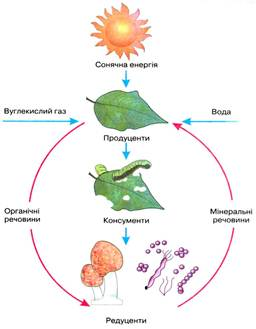 Сонячна енергія
Вуглекислий газ
Вода
Продуценти
Органічні
речовини
Консументи
Мінеральні
речовини
Редуценти